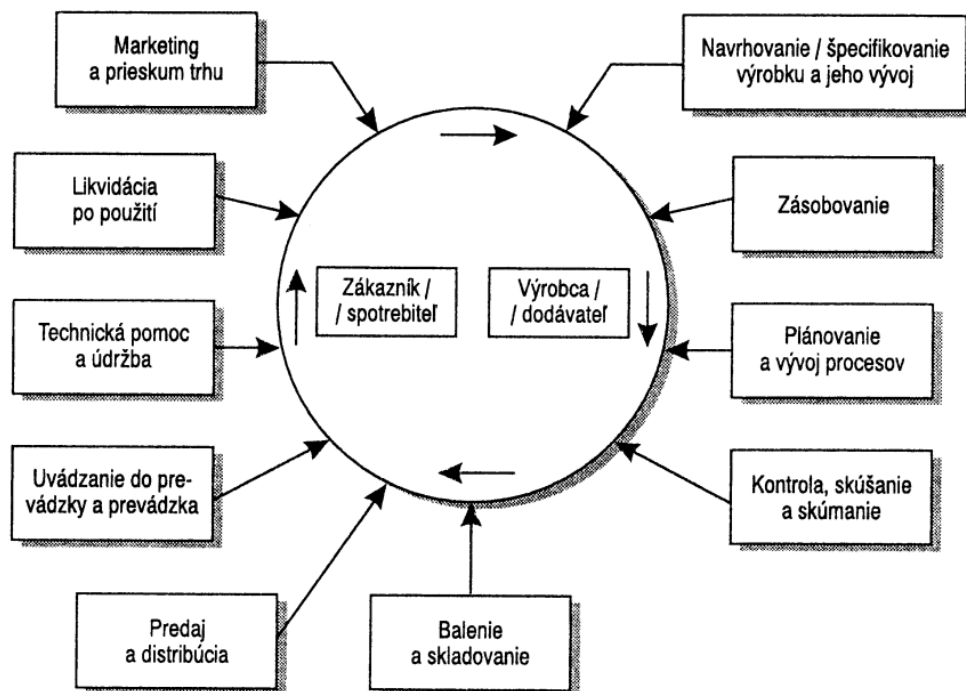 Marketing
a prieskum trhu
Navrhovanie / špecifikovanie
výrobku a jeho vývoj
Likvidácia
po použití
Zásobovanie
Zákazník /
/ spotrebiteľ
Výrobca /
/ dodávateľ
Technická pomoc
a údržba
Plánovanie
a vývoj procesov
Uvádzanie do pre-
vádzky a prevádzka
Kontrola, skúšanie
a skúmanie
Predaj
a distribúcia
Balenie
a skladovanie